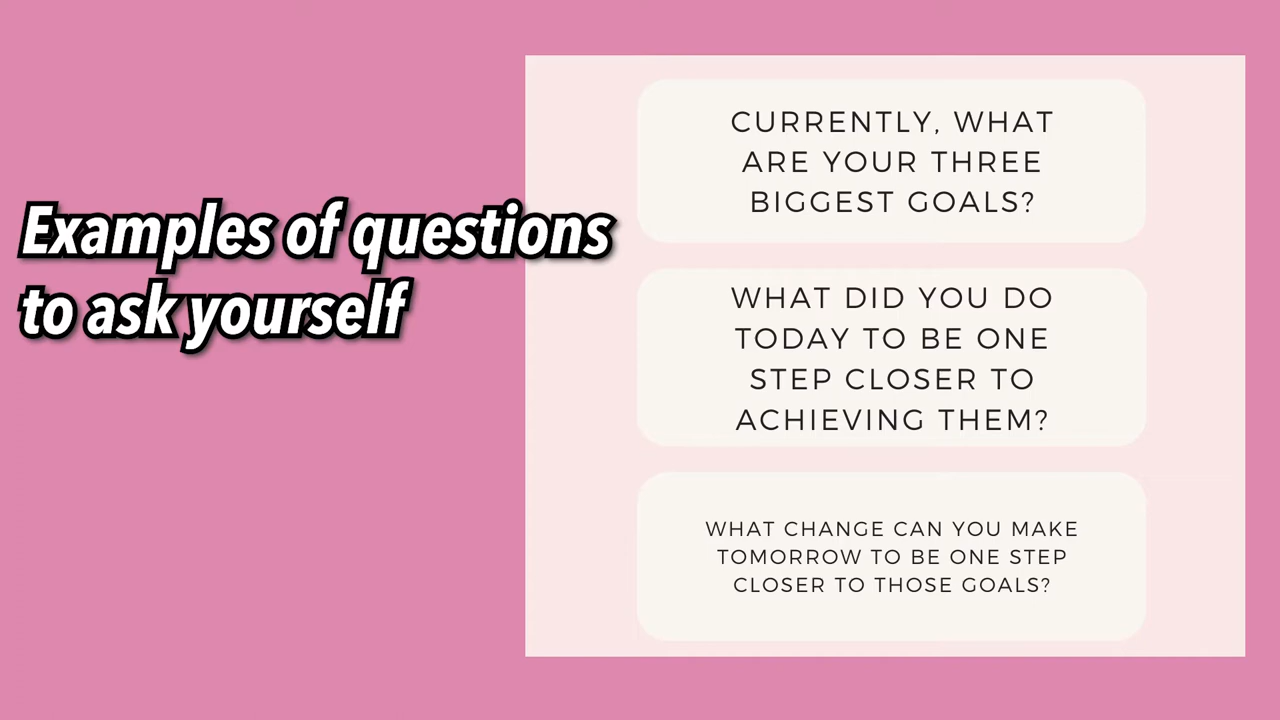 Examples of questions
to ask yourself
CURRENTLY, WHAT
ARE YOUR THREE
BIGGEST GOALS?
WHAT DID YOU DO
TODAY TO BE ONE
STEP CLOSER TO
ACHIEVING THEM?
WHAT CHANGE CAN YOU MAKE
TOMORROW TO BE ONE STEP
CLOSER TO THOSE GOALS?